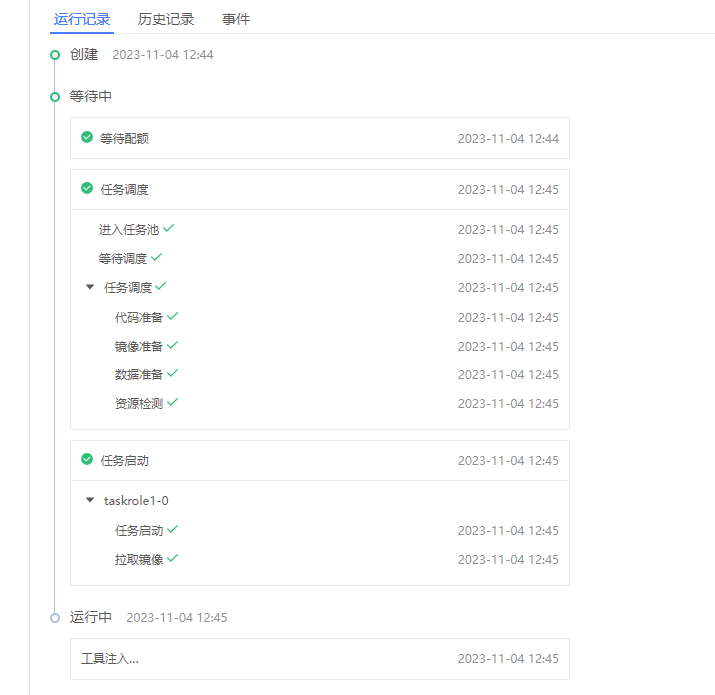 运行记录 历史记录 事件
创建 2023-11-04 12:44
等待中
等待配额 2023-11-04 12:44
任务调度 2023-11-04 12:45
进入任务池 2023-11-04 12:45
等待调度 2023-11-04 12:45
任务调度 2023-11-04 12:45
代码准备 2023-11-04 12:45
镜像准备 2023-11-04 12:45
数据准备 2023-11-04 12:45
资源检测 2023-11-04 12:45
任务启动 2023-11-04 12:45
taskrole1-0
任务启动 2023-11-04 12:45
拉取镜像 2023-11-04 12:45
运行中 2023-11-04 12:45
工具注入... 2023-11-04 12:45